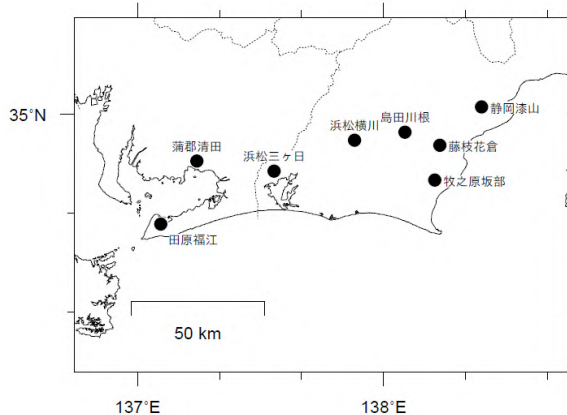 静岡漆山
35°N
島田川根
浜松横川
藤枝花倉
蒲郡清田
浜松三ヶ日
牧之原坂部
田原福江
50 km
137°E
138°E